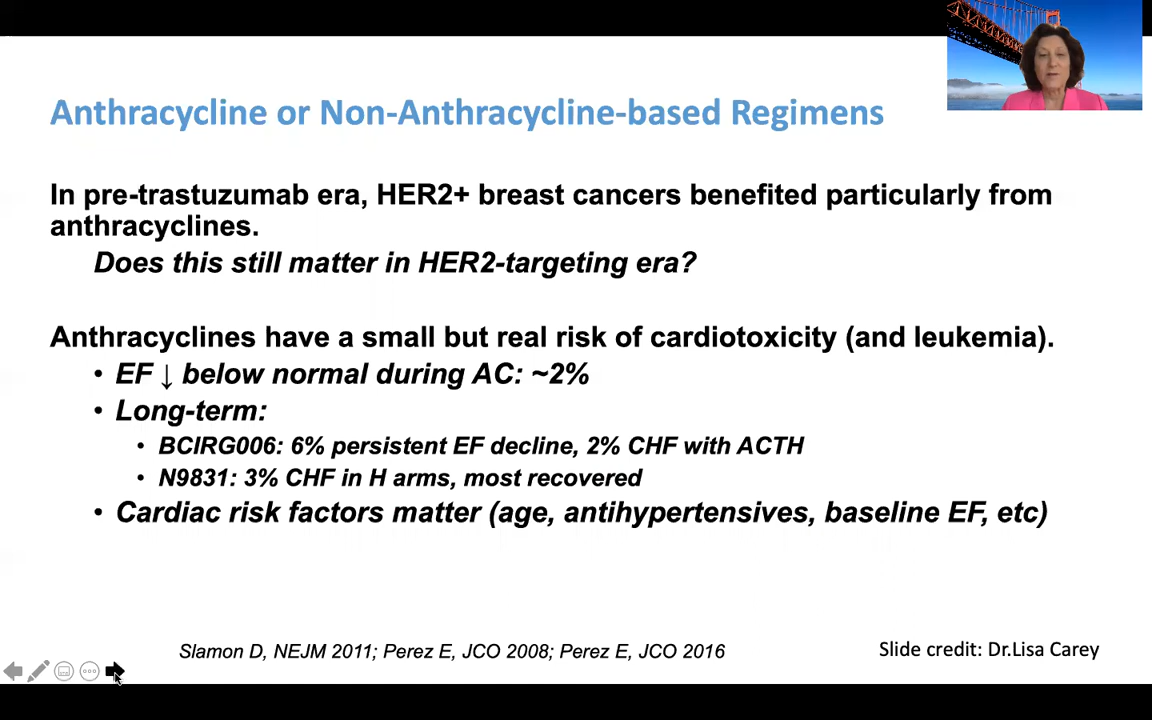 Anthracycline or Non-Anthracycline-based Regimens
In pre-trastuzumab era, HER2+ breast cancers benefited particularly from
anthracyclines.
Does this still matter in HER2-targeting era?
Anthracyclines have a small but real risk of cardiotoxicity (and leukemia).
• EF ↓ below normal during AC: ~2%
• Long-term:
• BCIRG006: 6% persistent EF decline, 2% CHF with ACTH
• N9831: 3% CHF in H arms, most recovered
• Cardiac risk factors matter (age, antihypertensives, baseline EF, etc)
Slamon D, NEJM 2011; Perez E, JCO 2008; Perez E, JCO 2016
Slide credit: Dr.Lisa Carey